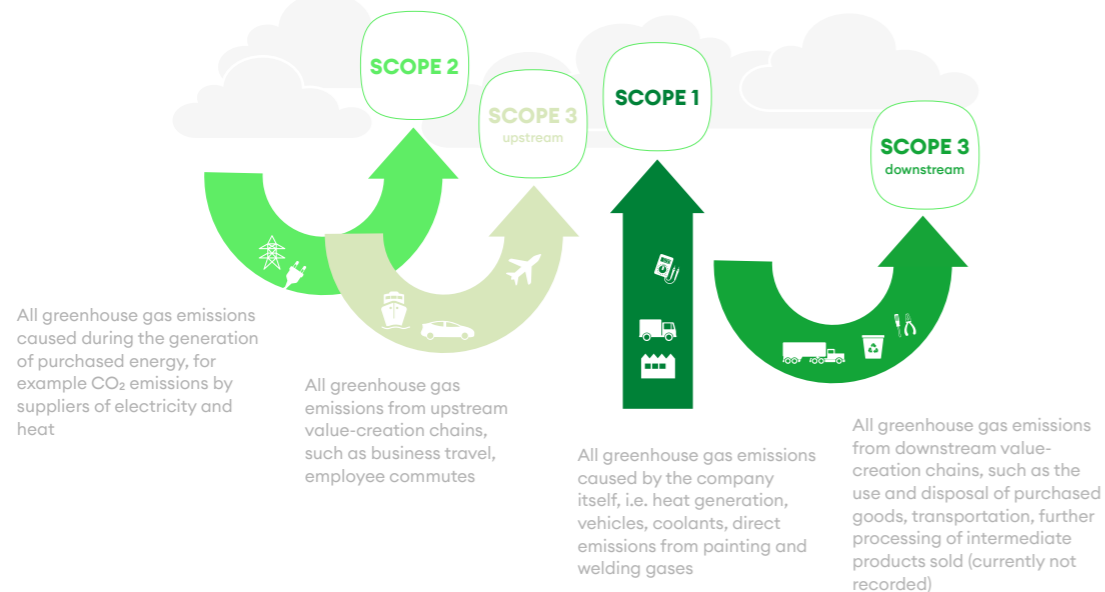 SCOPE 2
All greenhouse gas emissions
caused during the generation
of purchased energy, for
example CO₂ emissions by
suppliers of electricity and
heat
SCOPE 3
upstream
All greenhouse gas
emissions from upstream
value-creation chains,
such as business travel,
employee commutes
SCOPE 1
All greenhouse gas emissions
caused by the company
itself, i.e. heat generation,
vehicles, coolants, direct
emissions from painting and
welding gases
SCOPE 3
downstream
All greenhouse gas emissions
from downstream value-
creation chains, such as the
use and disposal of purchased
goods, transportation, further
processing of intermediate
products sold (currently not
recorded)